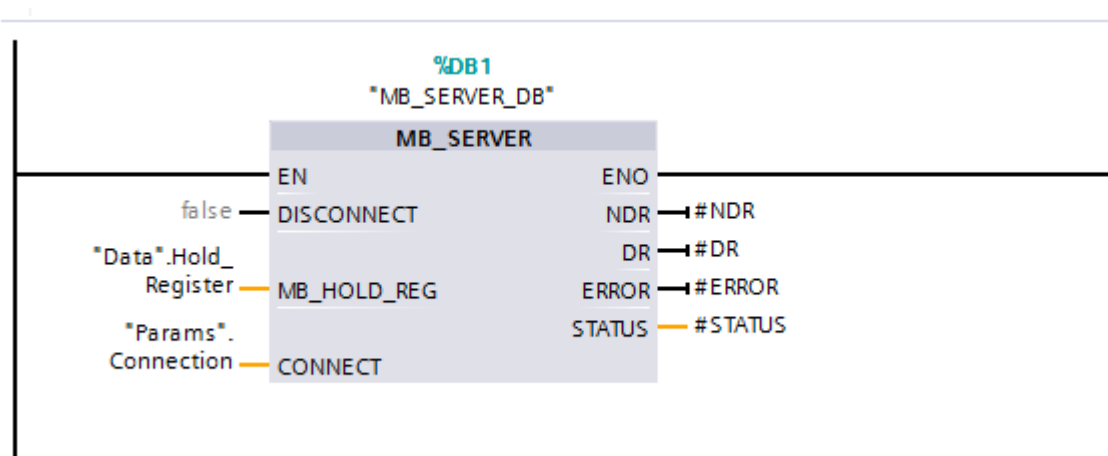 %DB1
"MB_SERVER_DB"
MB_SERVER
EN ENO
false DISCONNECT NDR #NDR
"Data".Hold_
Register MB_HOLD_REG
DR #DR
ERROR #ERROR
"Params".
Connection CONNECT
STATUS #STATUS